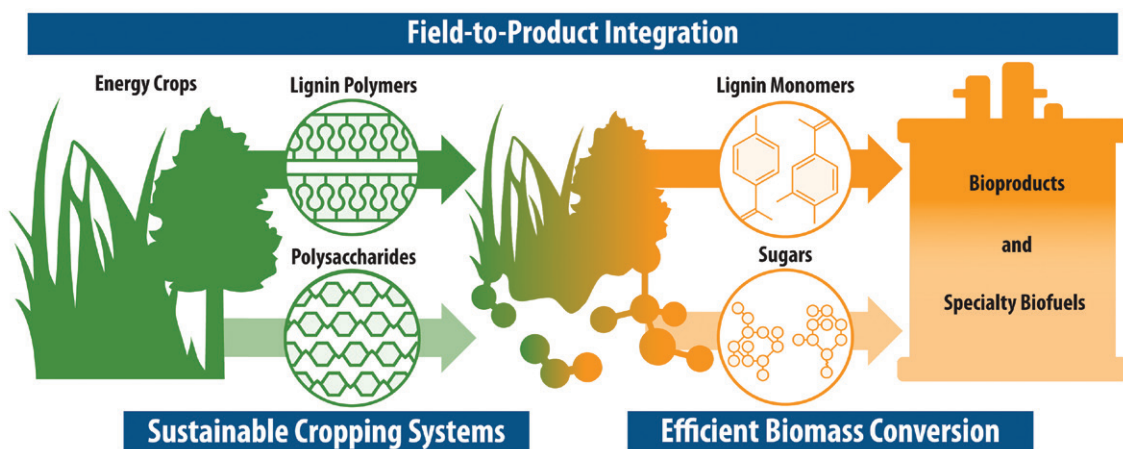 Field-to-Product Integration
Energy Crops
Lignin Polymers
Lignin Monomers
Polysaccharides
Sugars
Bioproducts
and
Specialty Biofuels
Sustainable Cropping Systems
Efficient Biomass Conversion